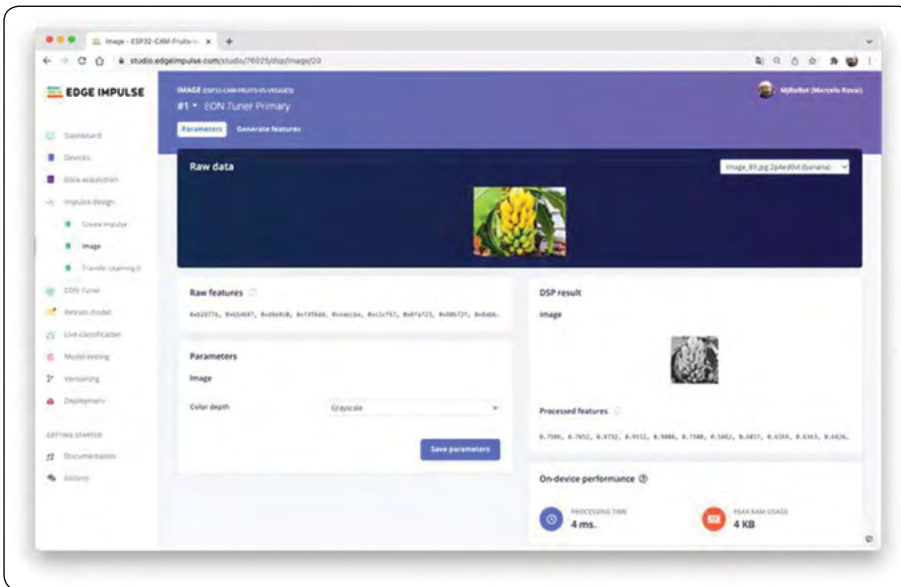 Image - ESP32-CAM-Fruits-
studio.edgeimpulse.com/studio/76025/dsp/image/20
EDGE IMPULSE
IMAGE (ESP32-CAM-FRUITS VS VEGGIES)
MJRoBot (Marcelo Rovai)
#1 EON Tuner Primary
Parameters Generate features
Dashboard
Devices
Data acquisition
Impulse design
Create impulse
Image
Transfer learning
EON Tuner
Retrain model
Live classification
Model testing
Versioning
Deployment
GETTING STARTED
Documentation
Raw data
(banana)
Raw features
Parameters
Image
Color depth
Grayscale
Save parameters
DSP result
Image
Processed features
On-device performance
PROCESSING TIME
4 ms.
PEAK RAM USAGE
4 KB